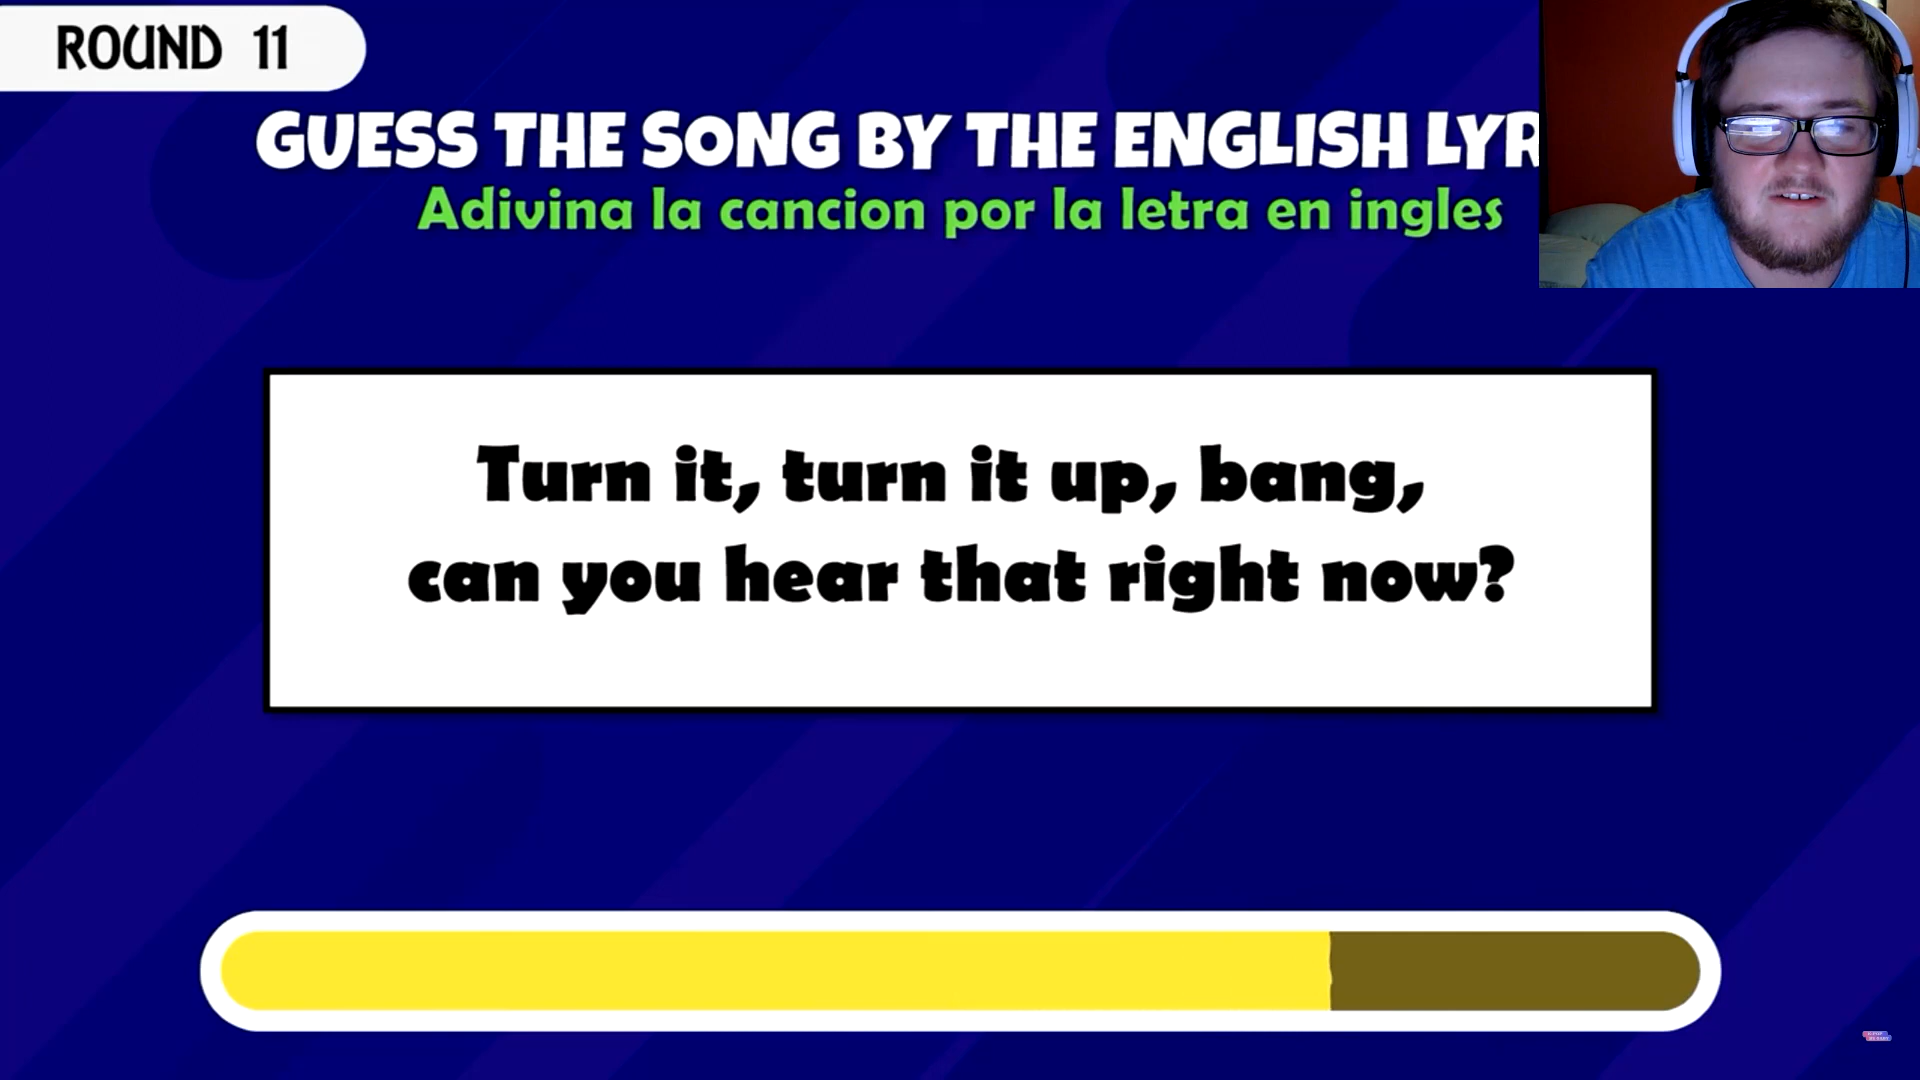 ROUND 11
GUESS THE SONG BY THE ENGLISH LYR
Adivina la cancion por la letra en ingles
Turn it, turn it up, bang,
can you hear that right now?